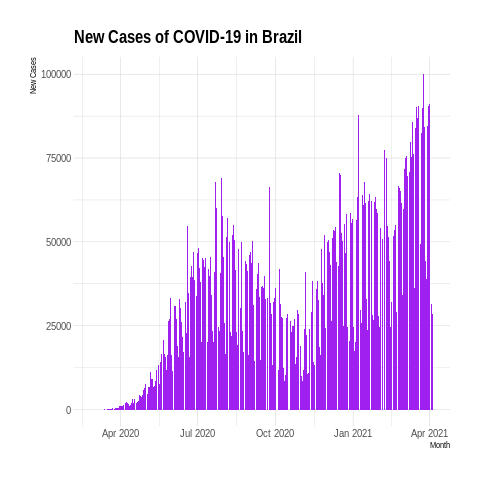 New Cases of COVID-19 in Brazil
New Cases
100000
75000
50000
25000
0
Apr 2020 Jul 2020 Oct 2020 Jan 2021 Apr 2021
Month